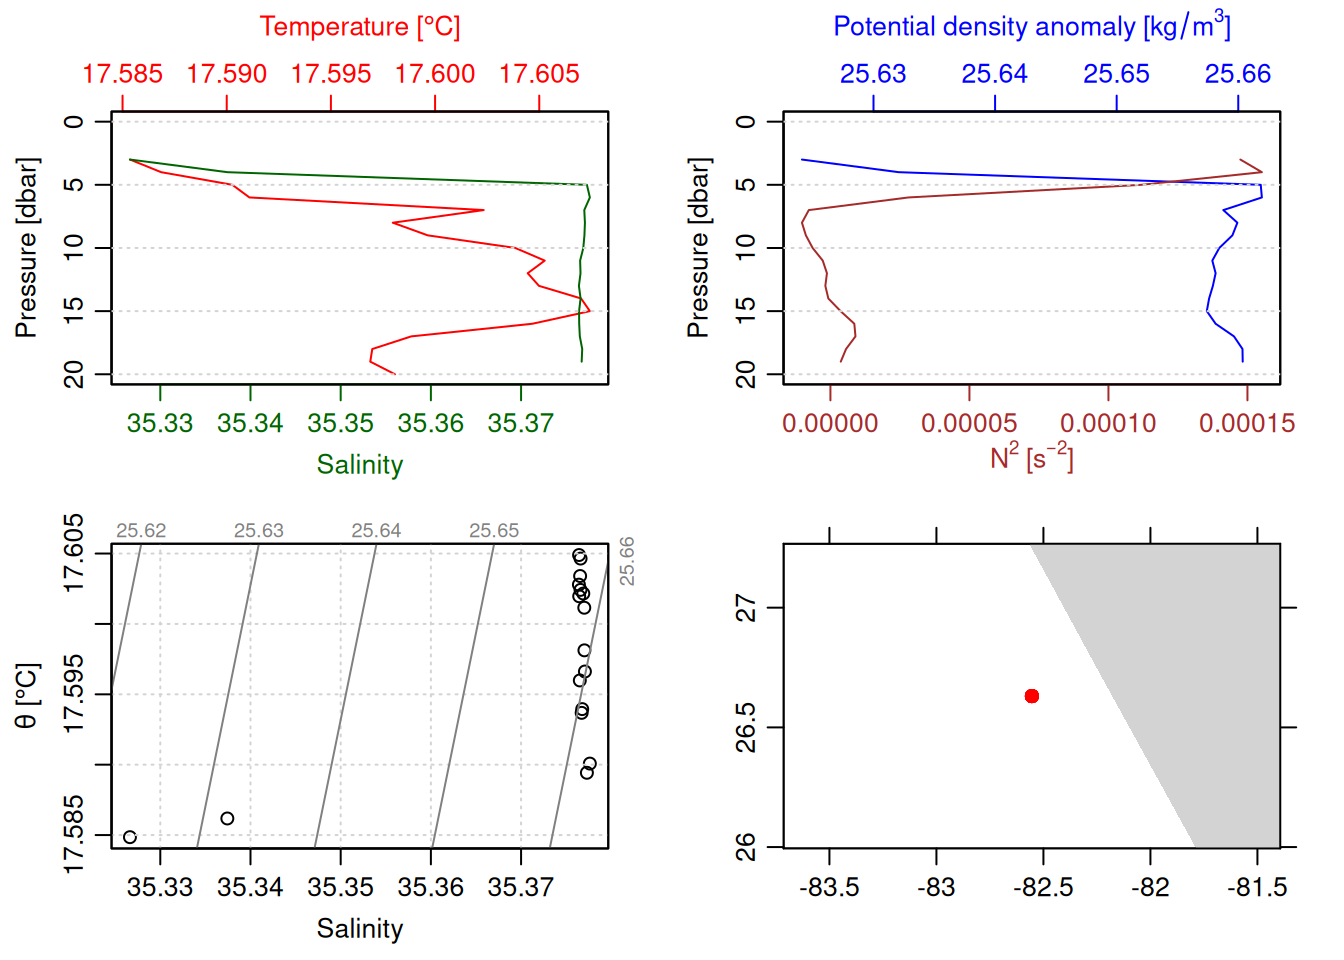 Temperature [°C]
17.585 17.590 17.595 17.600 17.605
Pressure [dbar]
0
5
10
15
20
35.33 35.34 35.35 35.36 35.37
Salinity
Potential density anomaly [kg/m³]
25.63 25.64 25.65 25.66
Pressure [dbar]
0
5
10
15
20
0.00000 0.00005 0.00010 0.00015
N² [s⁻²]
25.62 25.63 25.64 25.65
25.66
θ [°C]
17.605
17.595
17.585
35.33 35.34 35.35 35.36 35.37
Salinity
27
26.5
26
-83.5 -83 -82.5 -82 -81.5